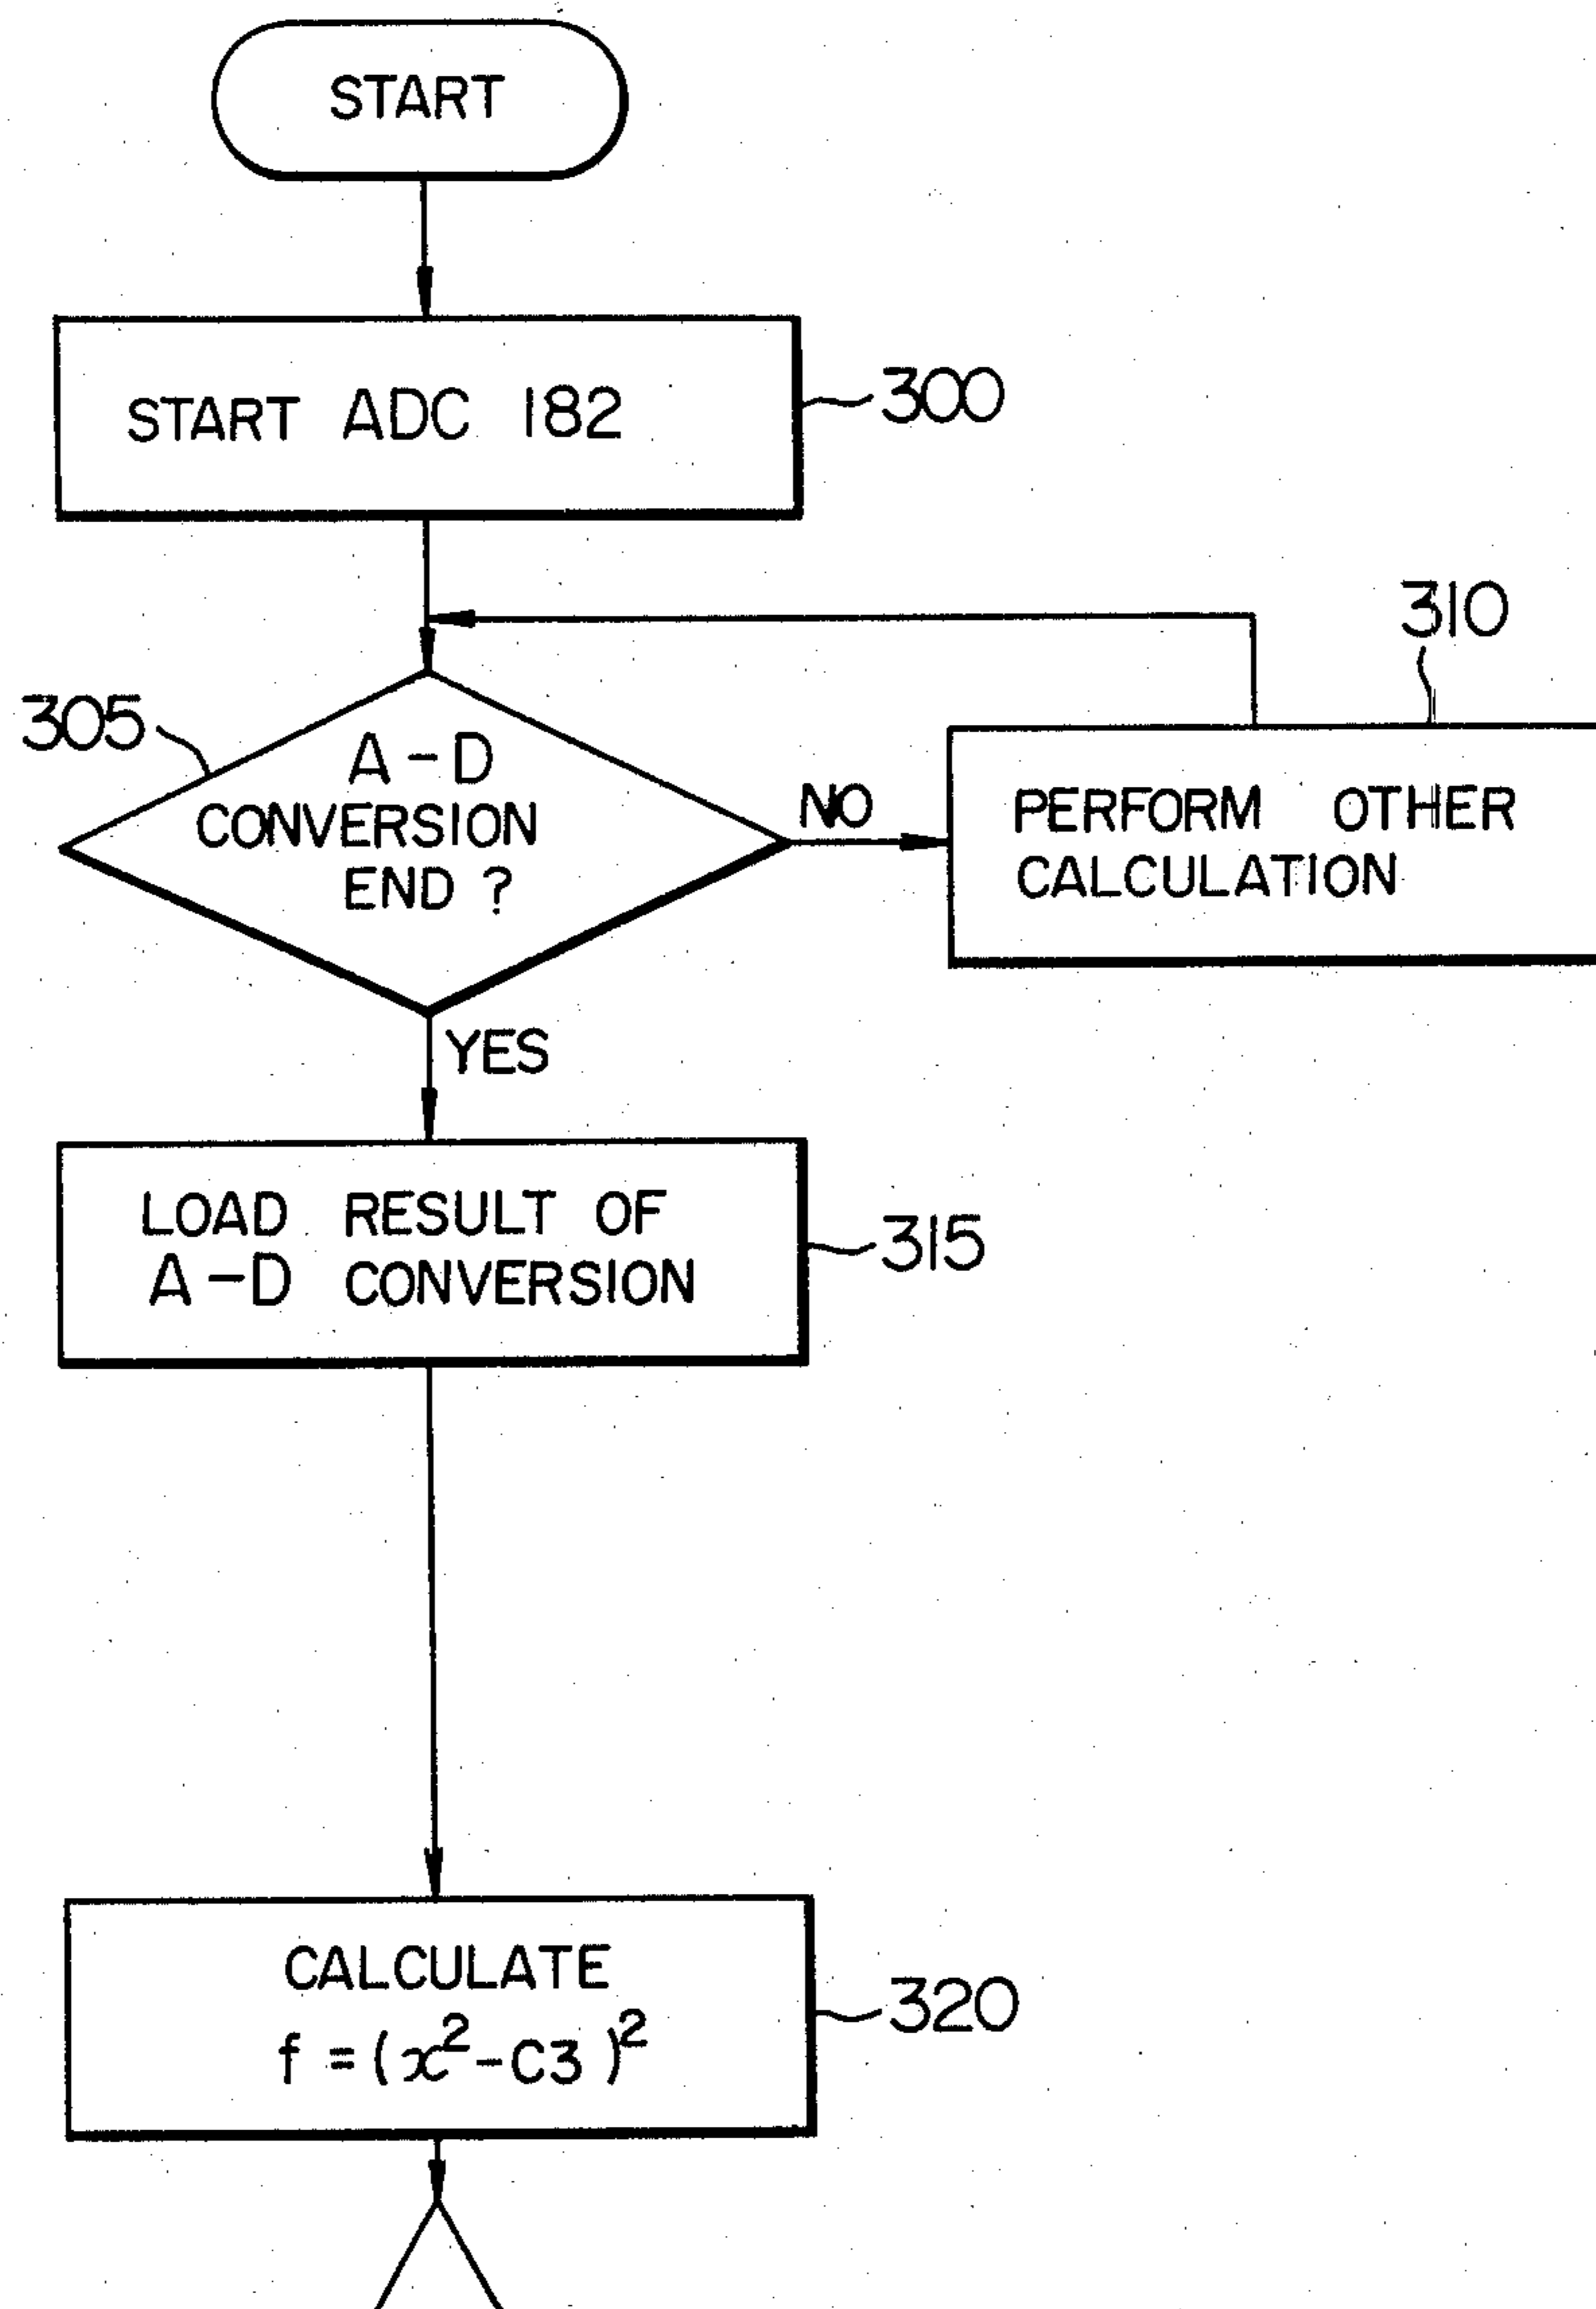 START
START ADC 182
300
310
305
A-D
CONVERSION
END ?
NO
PERFORM OTHER
CALCULATION
YES
LOAD RESULT OF
A-D CONVERSION
315
CALCULATE
f = (x²-C3)²
320